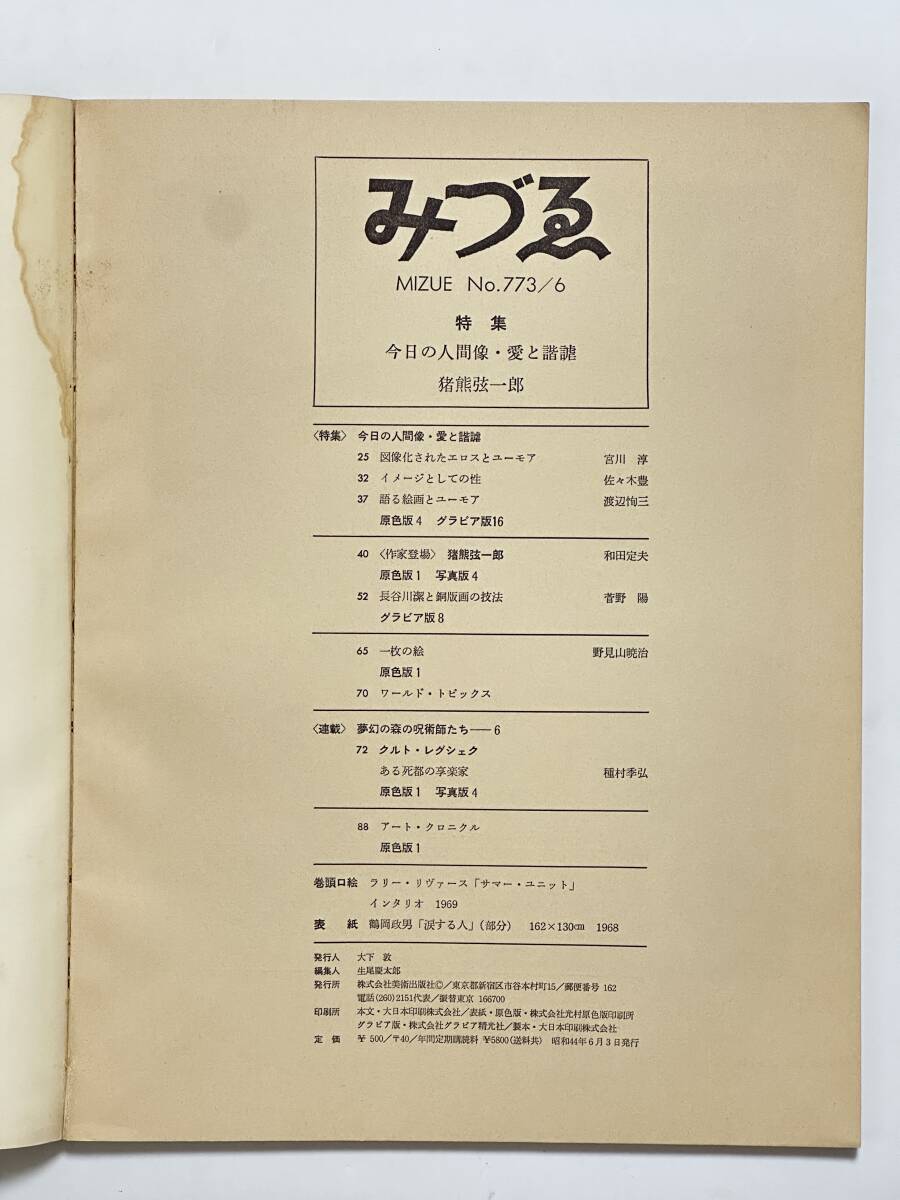 みづゑ
MIZUE No.773/6
特集
今日の人間像・愛と諧謔
猪熊弦一郎
〈特集〉 今日の人間像・愛と諧謔
25 図像化されたエロスとユーモア 宮川 淳
32 イメージとしての性 佐々木豊
37 語る絵画とユーモア 渡辺恂三
原色版4 グラビア版16
40 〈作家登場〉 猪熊弦一郎 和田定夫
原色版1 写真版4
52 長谷川潔と銅版画の技法 菅野 陽
グラビア版8
65 一枚の絵 野見山暁治
原色版1
70 ワールド・トピックス
〈連載〉 夢幻の森の呪術師たち——6
72 クルト・レグシェク
ある死都の享楽家 種村季弘
原色版1 写真版4
88 アート・クロニクル
原色版1
巻頭口絵 ラリー・リヴァース「サマー・ユニット」
インタリオ 1969
表 紙 鶴岡政男「涙する人」(部分) 162×130㎝ 1968
発行人 大下 敦
編集人 生尾慶太郎
発行所 株式会社美術出版社©/東京都新宿区市谷本村町15/郵便番号 162
電話(260)2151代表/振替東京 166700
印刷所 本文・大日本印刷株式会社/表紙・原色版・株式会社光村原色版印刷所
グラビア版・株式会社グラビア精光社/製本・大日本印刷株式会社
定 価 ¥500/〒40/年間定期購読料 ¥5800(送料共) 昭和44年6月3日発行